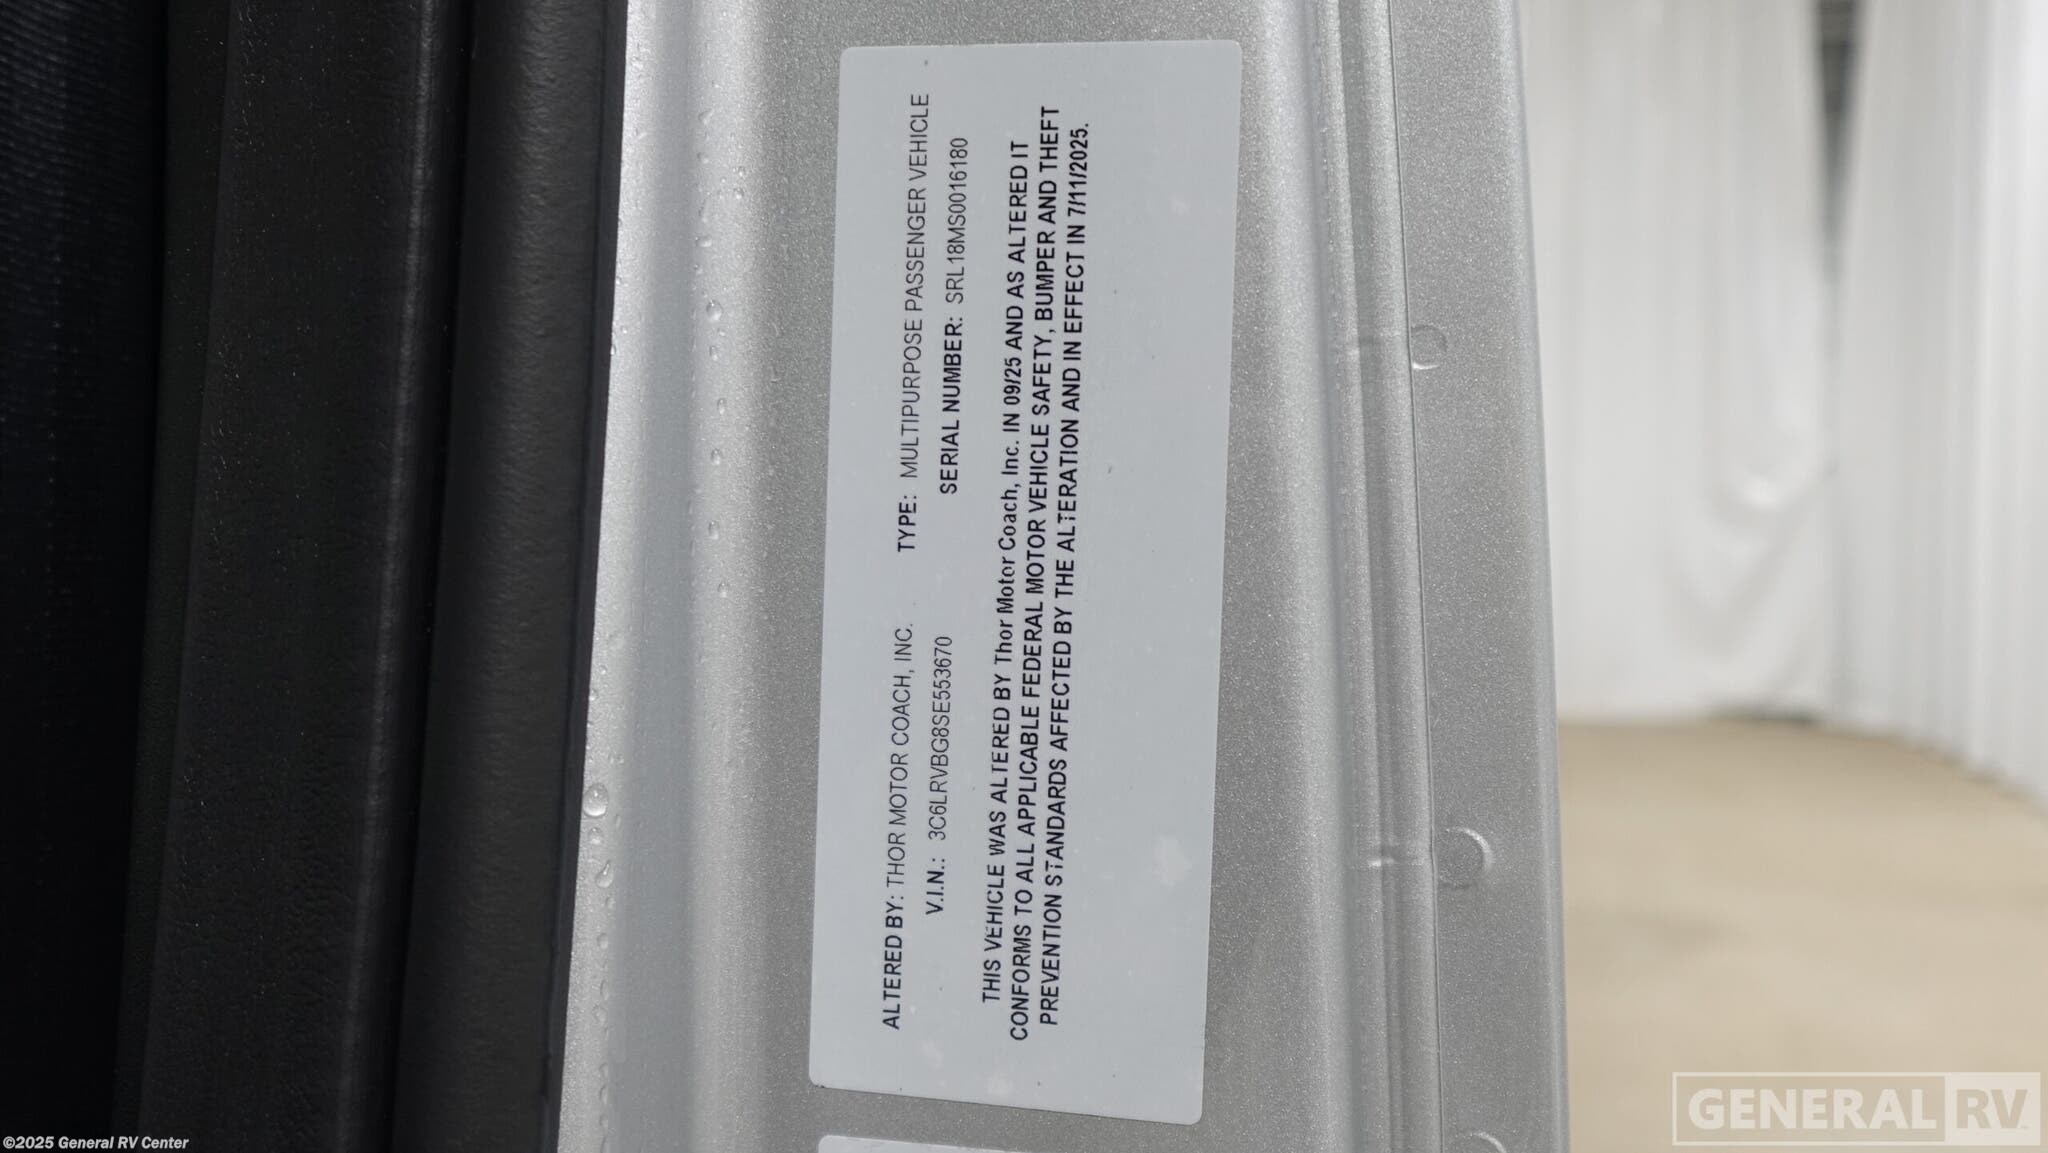 ALTERED BY: THOR MOTOR COACH, INC. TYPE: MULTIPURPOSE PASSENGER VEHICLE
V.I.N.: 3C6LRVBG8SE553670 SERIAL NUMBER: SRL18MS0016180
THIS VEHICLE WAS ALTERED BY Thor Motor Coach, Inc. IN 09/25 AND AS ALTERED IT
CONFORMS TO ALL APPLICABLE FEDERAL MOTOR VEHICLE SAFETY, BUMPER AND THEFT
PREVENTION STANDARDS AFFECTED BY THE ALTERATION AND IN EFFECT IN 7/11/2025.
GENERAL RV
©2025 General RV Center